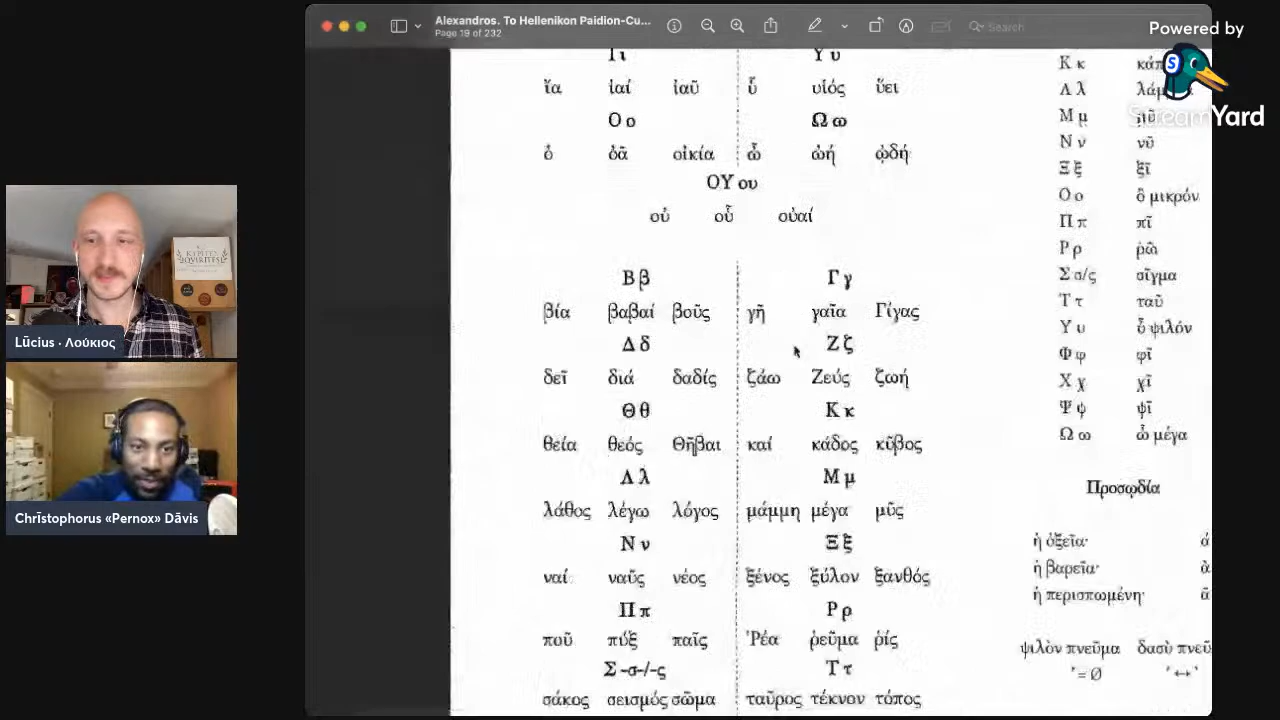 Alexandros. To Hellenikon Paidion-Cu...
Page 19 of 232
Search
Powered by
StreamYard
Υ υ
ἴα ἰαί ἰαῦ ὗ υἱός ὕει
Ο ο Ω ω
ὁ ὀᾶ οἰκία ὦ ὠή ᾠδή
ΟΥ ου
οὐ οὗ οὐαί
Β β Γ γ
βία βαβαί βοῦς γῆ γαῖα Γίγας
Δ δ Ζ ζ
δεῖ διά δαδίς ζάω Ζεύς ζωή
Θ θ Κ κ
θεία θεός Θῆβαι καί κάδος κῦβος
Λ λ Μ μ
λάθος λέγω λόγος μάμμη μέγα μῦς
Ν ν Ξ ξ
ναί ναῦς νέος ξένος ξύλον ξανθός
Π π Ρ ρ
ποῦ πύξ παῖς Ῥέα ῥεῦμα ῥίς
Σ -σ-/-ς Τ τ
σάκος σεισμός σῶμα ταῦρος τέκνον τόπος
Κ κ
Λ λ
Μ μ μῦ
Ν ν νῦ
Ξ ξ ξῖ
Ο ο ὂ μικρόν
Π π πῖ
Ρ ρ ῥῶ
Σ σ/ς σῖγμα
Τ τ ταῦ
Υ υ ὖ ψιλόν
Φ φ φῖ
Χ χ χῖ
Ψ ψ ψῖ
Ω ω ὦ μέγα
Προσῳδία
ἡ ὀξεῖα· ά
ἡ βαρεῖα· ὰ
ἡ περισπωμένη· ᾶ
ψιλὸν πνεῦμα δασὺ πνεῦ
᾿ = Ø ῾ ↔ ᾿
Lūcius · Λούκιος
Chrīstophorus «Pernox» Dāvis